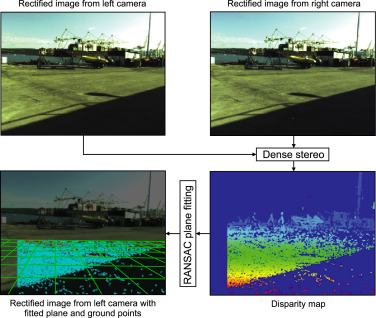 Rectified image from left camera
Rectified image from right camera
Dense stereo
RANSAC plane fitting
Rectified image from left camera with
fitted plane and ground points
Disparity map